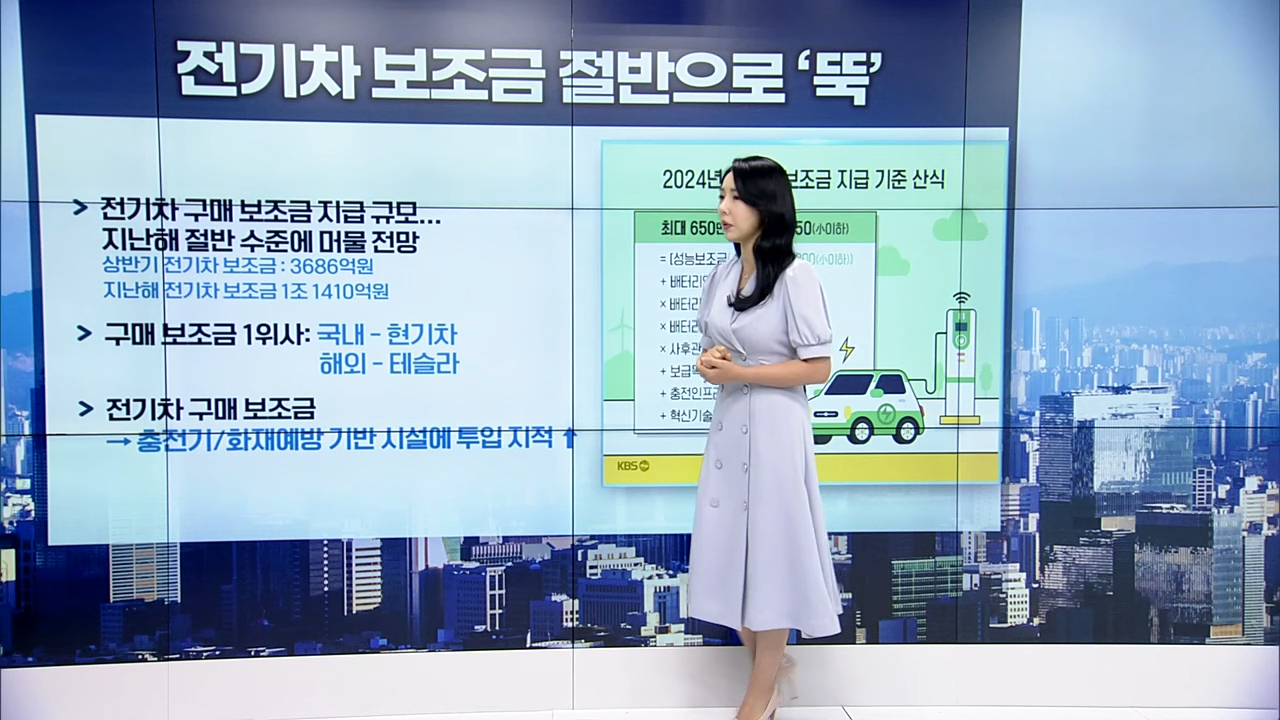 전기차 보조금 절반으로 ‘뚝’
> 전기차 구매 보조금 지급 규모...
지난해 절반 수준에 머물 전망
상반기 전기차 보조금 : 3686억원
지난해 전기차 보조금 1조 1410억원
> 구매 보조금 1위사: 국내 - 현기차
해외 - 테슬라
> 전기차 구매 보조금
→ 충전기/화재예방 기반 시설에 투입 지적 ↑
2024년 보조금 지급 기준 산식
최대 650 50(小이하)
= [성능보조금 00(小이하)]
+ 배터리
× 배터리
× 배터리
× 사후관
+ 보급목
+ 충전인프라
+ 혁신기술
KBS